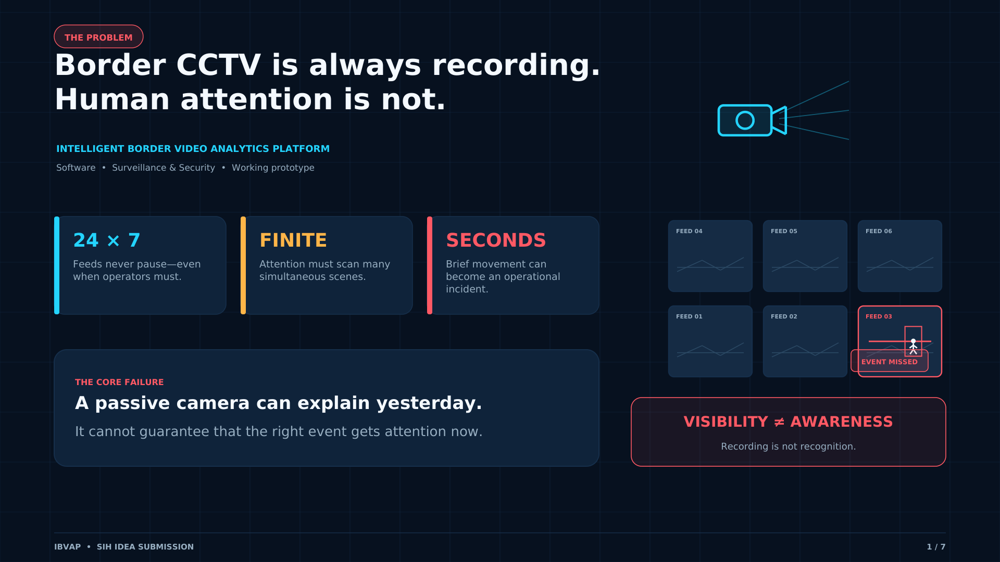 THE PROBLEM
Border CCTV is always recording.
Human attention is not.
INTELLIGENT BORDER VIDEO ANALYTICS PLATFORM
Software • Surveillance & Security • Working prototype
24 × 7
Feeds never pause—even
when operators must.
FINITE
Attention must scan many
simultaneous scenes.
SECONDS
Brief movement can
become an operational
incident.
FEED 04
FEED 05
FEED 06
FEED 01
FEED 02
FEED 03
EVENT MISSED
THE CORE FAILURE
A passive camera can explain yesterday.
It cannot guarantee that the right event gets attention now.
VISIBILITY ≠ AWARENESS
Recording is not recognition.
IBVAP • SIH IDEA SUBMISSION
1 / 7